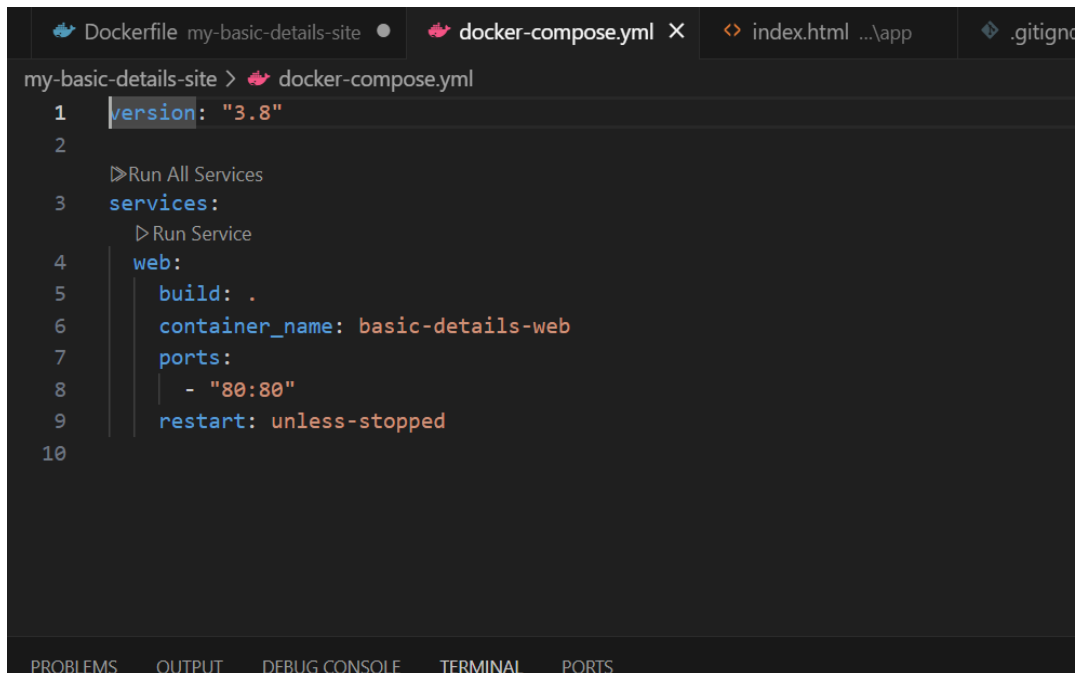 Dockerfile my-basic-details-site ● docker-compose.yml × <> index.html ...\app .gitigno
my-basic-details-site > docker-compose.yml
1 version: "3.8"
2
Run All Services
3 services:
Run Service
4 web:
5 build: .
6 container_name: basic-details-web
7 ports:
8 - "80:80"
9 restart: unless-stopped
10
PROBLEMS OUTPUT DEBUG CONSOLE TERMINAL PORTS